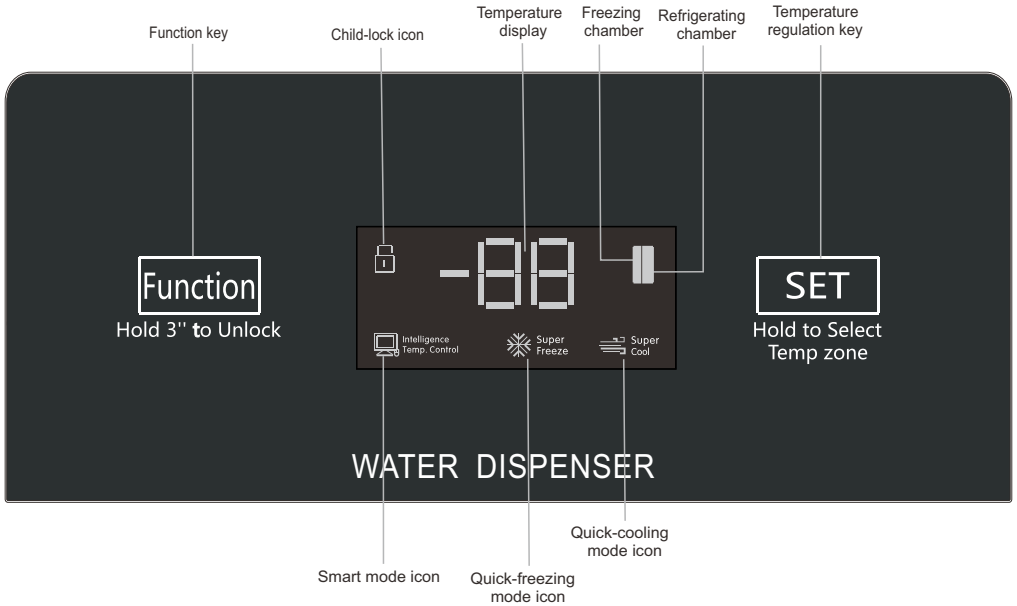 Function key
Child-lock icon
Temperature
display
Freezing
chamber
Refrigerating
chamber
Temperature
regulation key
-88
Function
Hold 3'' to Unlock
Intelligence
Temp. Control
Super
Freeze
Super
Cool
SET
Hold to Select
Temp zone
WATER DISPENSER
Smart mode icon
Quick-freezing
mode icon
Quick-cooling
mode icon